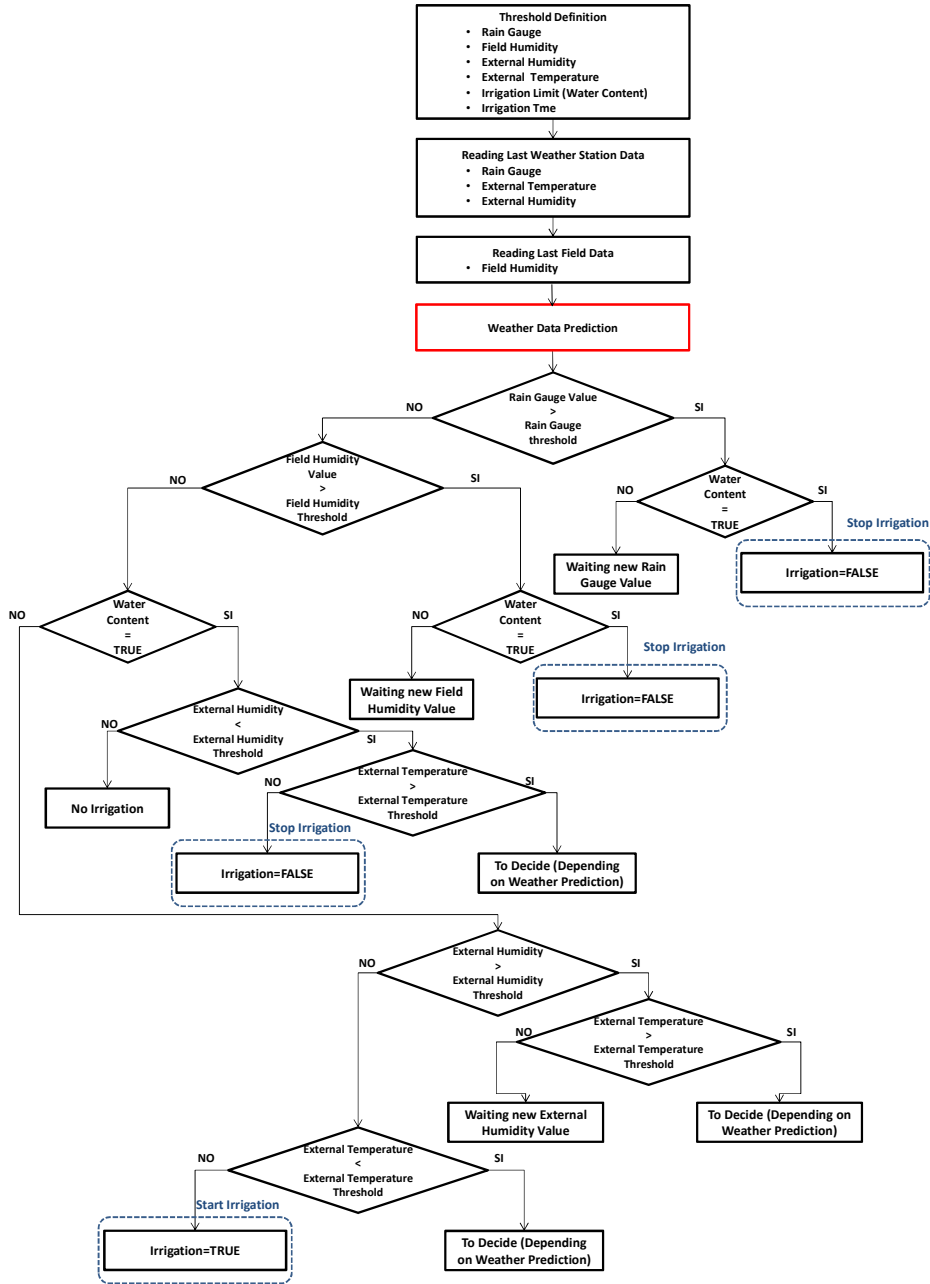 Threshold Definition
• Rain Gauge
• Field Humidity
• External Humidity
• External Temperature
• Irrigation Limit (Water Content)
• Irrigation Tme
Reading Last Weather Station Data
• Rain Gauge
• External Temperature
• External Humidity
Reading Last Field Data
• Field Humidity
Weather Data Prediction
NO
Rain Gauge Value
>
Rain Gauge
threshold
SI
NO
Field Humidity
Value
>
Field Humidity
Threshold
SI
NO
Water
Content
=
TRUE
SI
Stop Irrigation
Waiting new Rain
Gauge Value
Irrigation=FALSE
NO
Water
Content
=
TRUE
SI
NO
Water
Content
=
TRUE
SI
Stop Irrigation
Waiting new Field
Humidity Value
Irrigation=FALSE
NO
External Humidity
<
External Humidity
Threshold
SI
No Irrigation
NO
External Temperature
>
External Temperature
Threshold
SI
Stop Irrigation
Irrigation=FALSE
To Decide (Depending
on Weather Prediction)
NO
External Humidity
>
External Humidity
Threshold
SI
NO
External Temperature
>
External Temperature
Threshold
SI
Waiting new External
Humidity Value
To Decide (Depending on
Weather Prediction)
NO
External Temperature
<
External Temperature
Threshold
SI
Start Irrigation
Irrigation=TRUE
To Decide (Depending
on Weather Prediction)